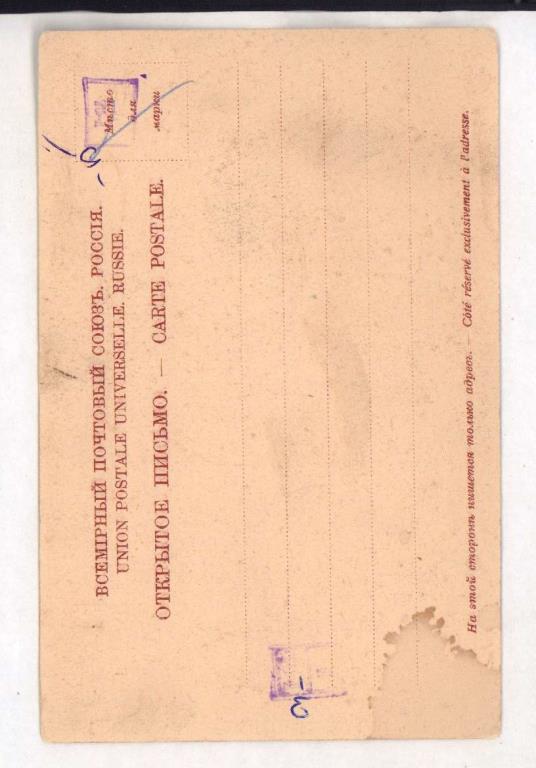 ВСЕМІРНЫЙ ПОЧТОВЫЙ СОЮЗЪ. РОССІЯ.
UNION POSTALE UNIVERSELLE. RUSSIE.
ОТКРЫТОЕ ПИСЬМО. — CARTE POSTALE.
Мѣсто
для
марки
На этой сторонѣ пишется только адресъ. — Côté réservé exclusivement à l'adresse.